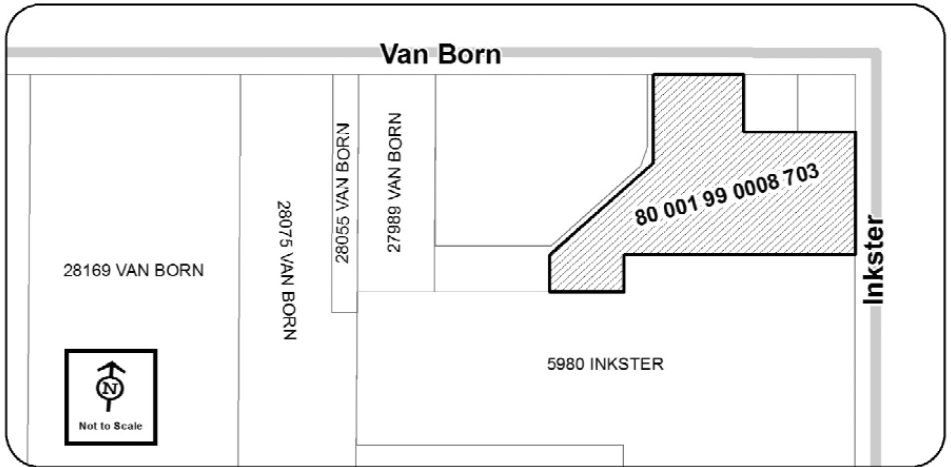 Van Born
80 001 99 0008 703
Inkster
28169 VAN BORN
28075 VAN BORN
28055 VAN BORN
27989 VAN BORN
5980 INKSTER
N
Not to Scale